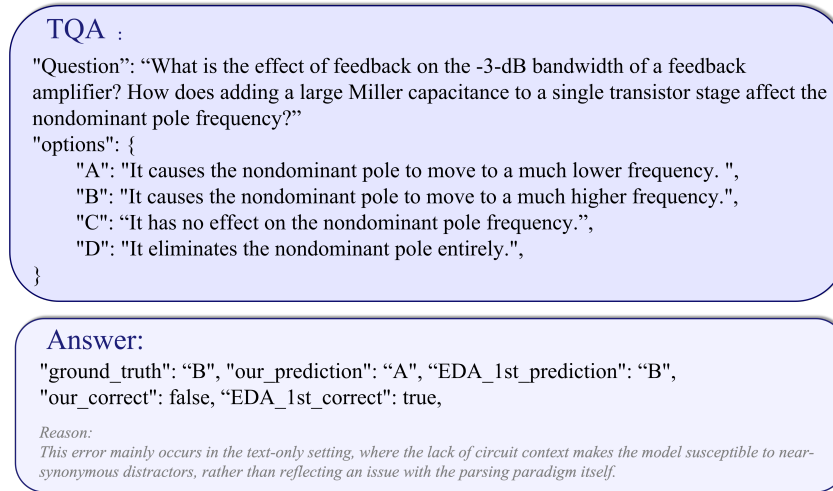 TQA :
"Question”: “What is the effect of feedback on the -3-dB bandwidth of a feedback
amplifier? How does adding a large Miller capacitance to a single transistor stage affect the
nondominant pole frequency?”
"options": {
"A": "It causes the nondominant pole to move to a much lower frequency. ",
"B": "It causes the nondominant pole to move to a much higher frequency.",
"C": “It has no effect on the nondominant pole frequency.”,
"D": "It eliminates the nondominant pole entirely.",
}
Answer:
"ground_truth": “B", "our_prediction": “A”, “EDA_1st_prediction": “B",
"our_correct": false, “EDA_1st_correct": true,
Reason:
This error mainly occurs in the text-only setting, where the lack of circuit context makes the model susceptible to near-
synonymous distractors, rather than reflecting an issue with the parsing paradigm itself.